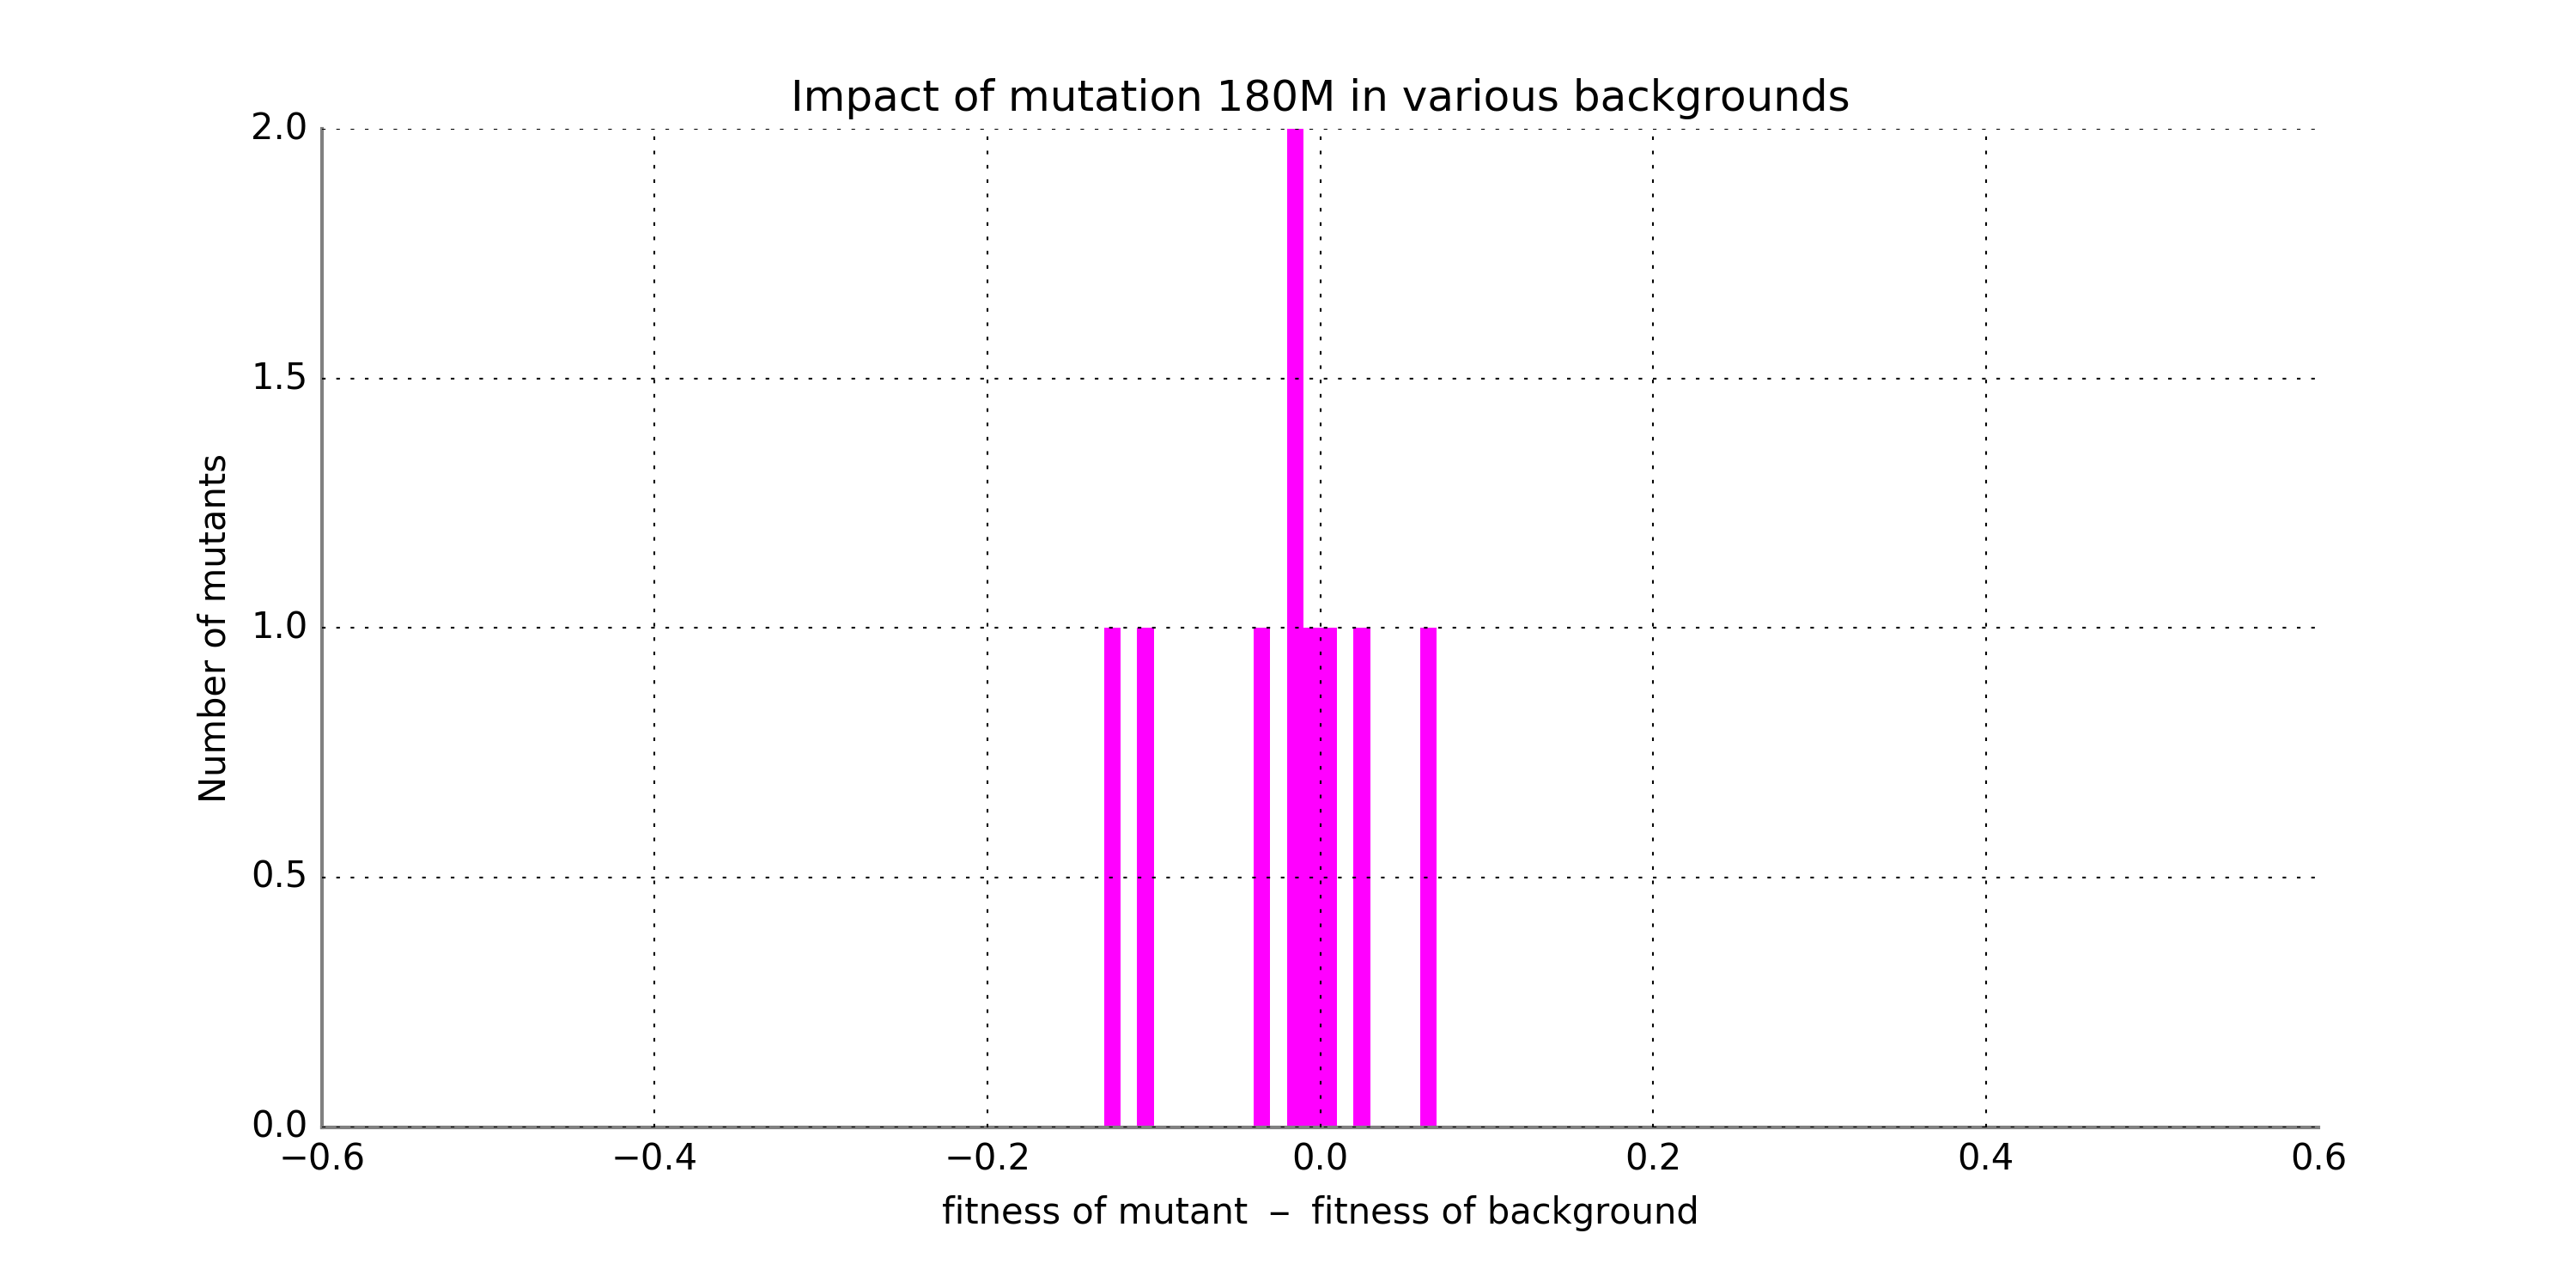 Impact of mutation 180M in various backgrounds
2.0
1.5
1.0
0.5
0.0
Number of mutants
−0.6 −0.4 −0.2 0.0 0.2 0.4 0.6
fitness of mutant − fitness of background